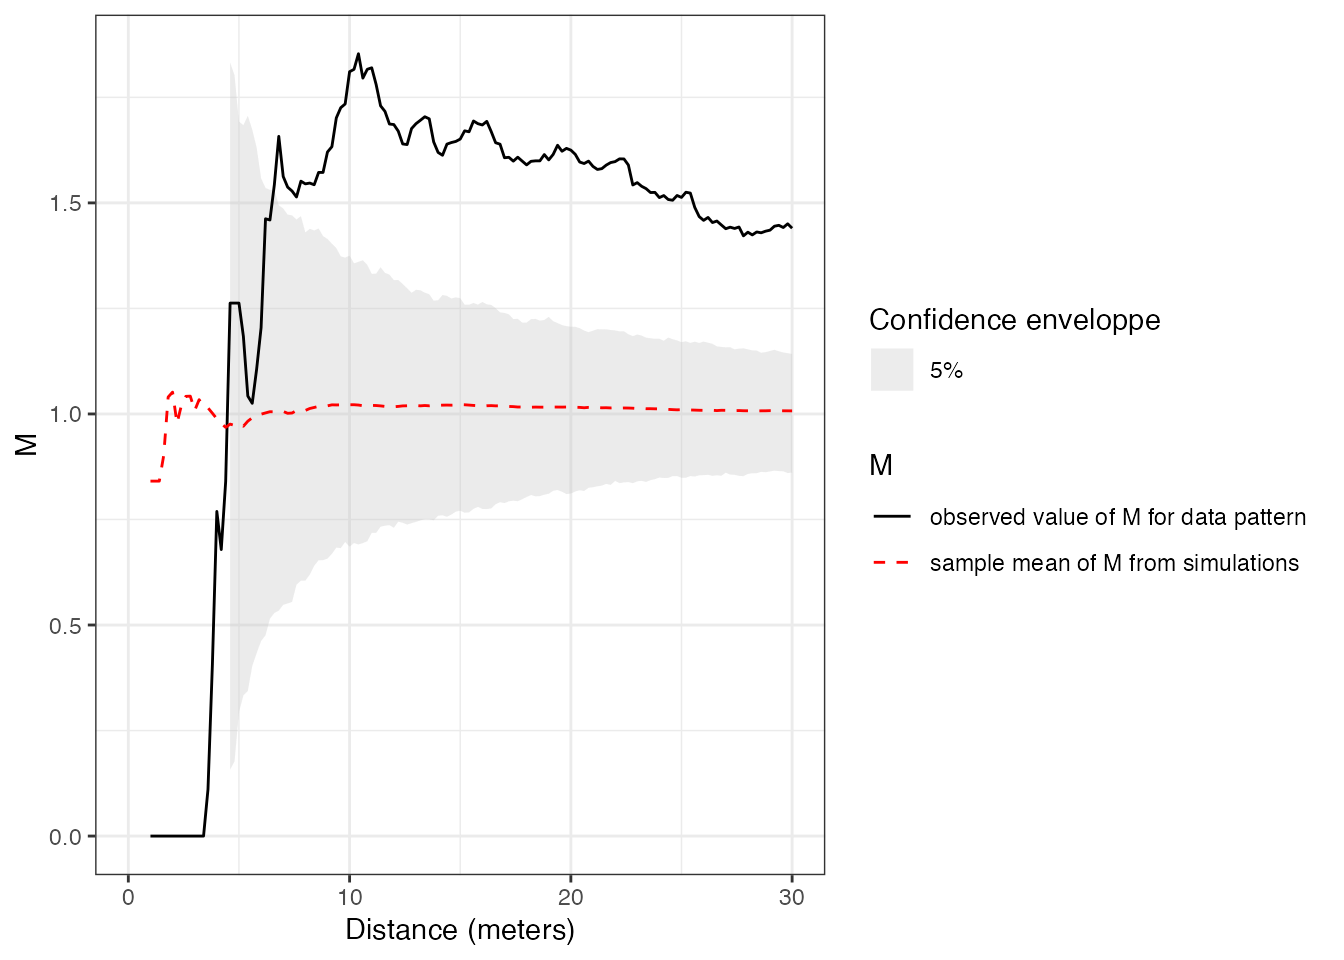 1.5
1.0
0.5
0.0
M
0
10
20
30
Distance (meters)
Confidence enveloppe
5%
M
observed value of M for data pattern
sample mean of M from simulations